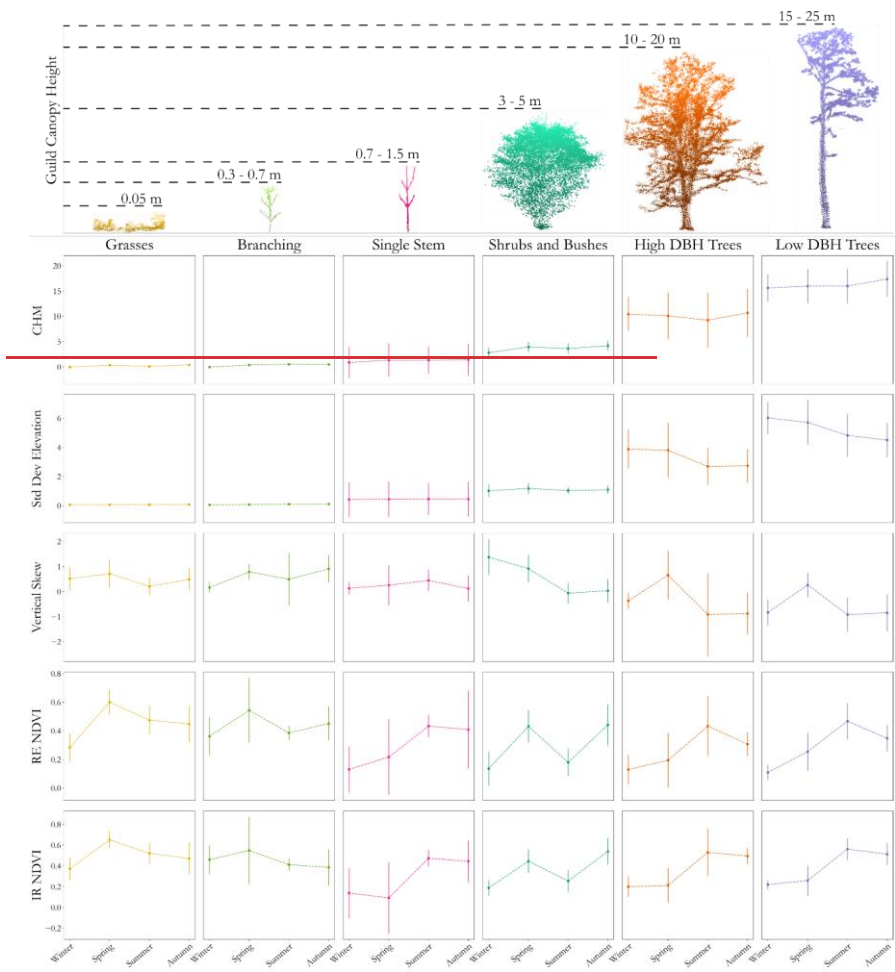 15 - 25 m
10 - 20 m
3 - 5 m
0.7 - 1.5 m
0.3 - 0.7 m
0.05 m
Guild Canopy Height
Grasses Branching Single Stem Shrubs and Bushes High DBH Trees Low DBH Trees
CHM
20
15
10
5
0
Std Dev Elevation
6
4
2
0
Vertical Skew
2
1
0
−1
−2
RE NDVI
0.8
0.6
0.4
0.2
0.0
IR NDVI
0.8
0.6
0.4
0.2
0.0
−0.2
Winter Spring Summer Autumn Winter Spring Summer Autumn Winter Spring Summer Autumn Winter Spring Summer Autumn Winter Spring Summer Autumn Winter Spring Summer Autumn